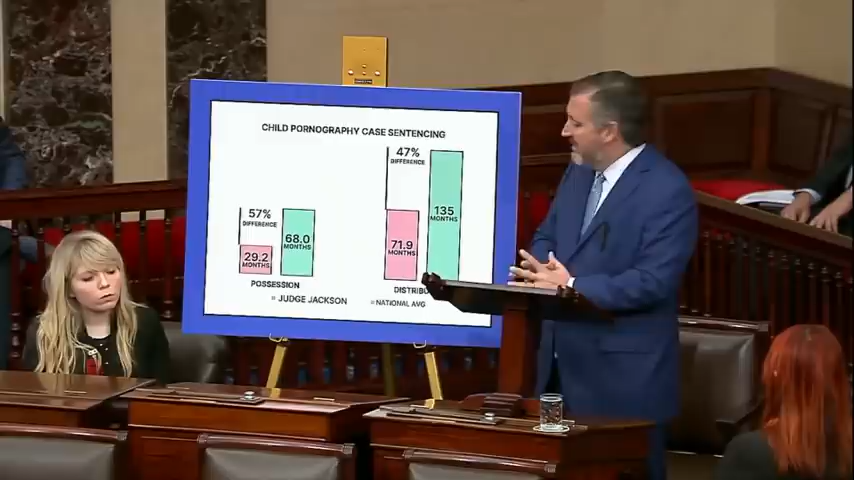 CHILD PORNOGRAPHY CASE SENTENCING
47%
DIFFERENCE
57%
DIFFERENCE
68.0
MONTHS
135
MONTHS
29.2
MONTHS
71.9
MONTHS
POSSESSION
DISTRIBU
JUDGE JACKSON
NATIONAL AVG